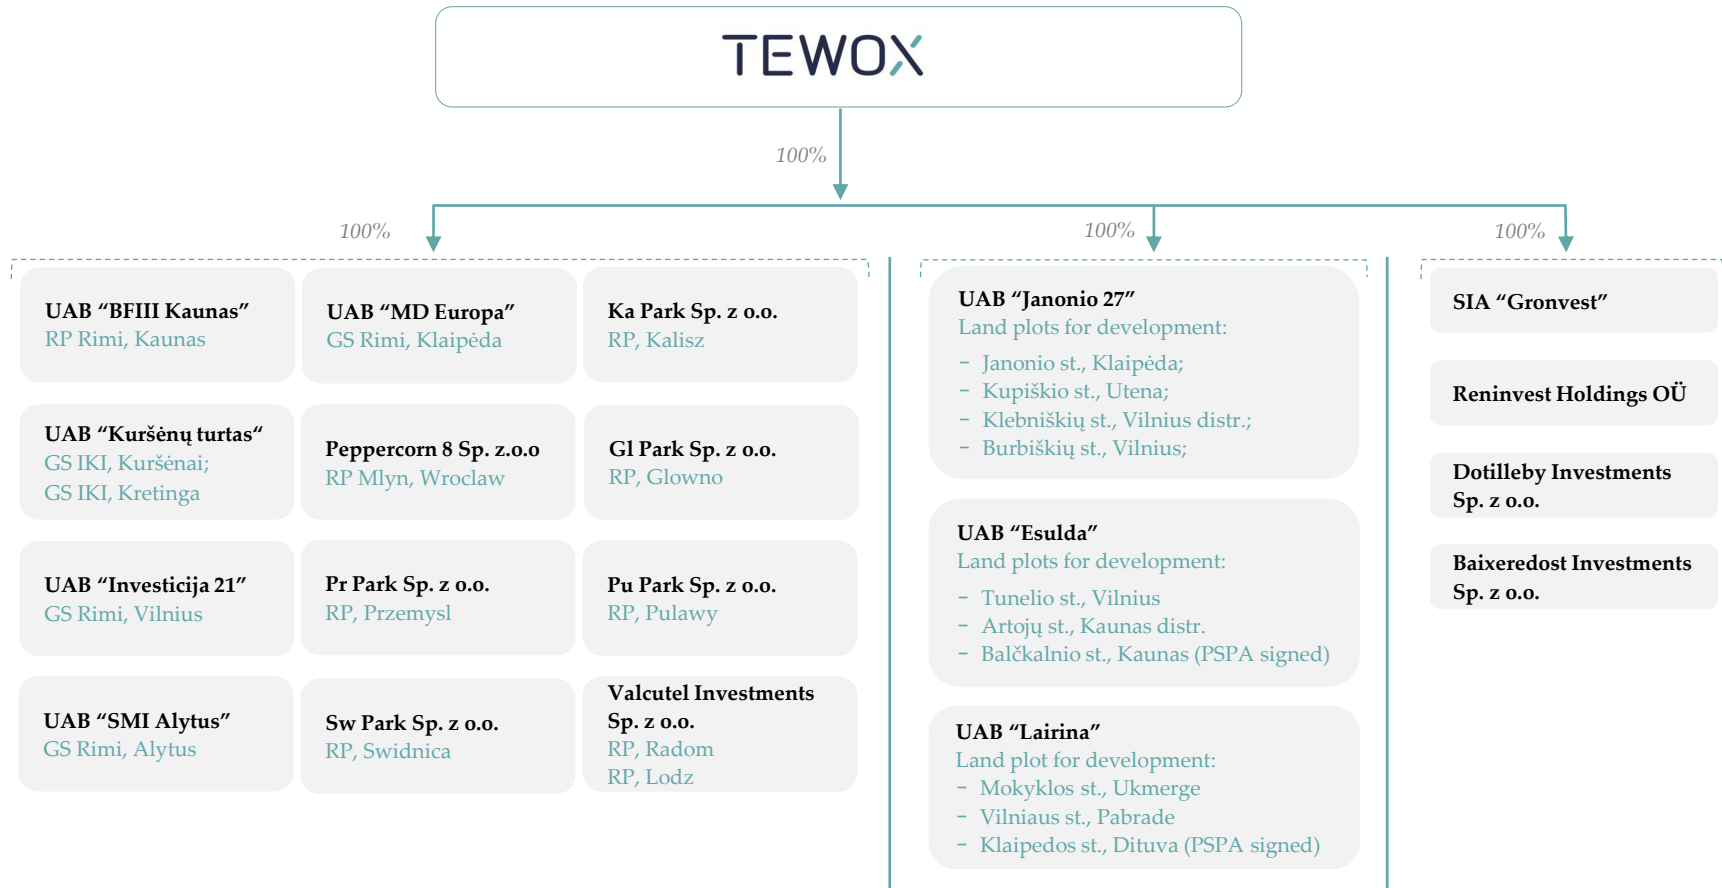 TEWOX
100%
100%
100%
100%
UAB “BFIII Kaunas”
RP Rimi, Kaunas
UAB “MD Europa”
GS Rimi, Klaipėda
Ka Park Sp. z o.o.
RP, Kalisz
UAB “Kuršėnų turtas“
GS IKI, Kuršėnai;
GS IKI, Kretinga
Peppercorn 8 Sp. z.o.o
RP Mlyn, Wroclaw
Gl Park Sp. z o.o.
RP, Glowno
UAB “Investicija 21”
GS Rimi, Vilnius
Pr Park Sp. z o.o.
RP, Przemysl
Pu Park Sp. z o.o.
RP, Pulawy
UAB “SMI Alytus”
GS Rimi, Alytus
Sw Park Sp. z o.o.
RP, Swidnica
Valcutel Investments
Sp. z o.o.
RP, Radom
RP, Lodz
UAB “Janonio 27”
Land plots for development:
- Janonio st., Klaipėda;
- Kupiškio st., Utena;
- Klebniškių st., Vilnius distr.;
- Burbiškių st., Vilnius;
UAB “Esulda”
Land plots for development:
- Tunelio st., Vilnius
- Artojų st., Kaunas distr.
- Balčkalnio st., Kaunas (PSPA signed)
UAB “Lairina”
Land plot for development:
- Mokyklos st., Ukmerge
- Vilniaus st., Pabrade
- Klaipedos st., Dituva (PSPA signed)
SIA “Gronvest”
Reninvest Holdings OÜ
Dotilleby Investments
Sp. z o.o.
Baixeredost Investments
Sp. z o.o.